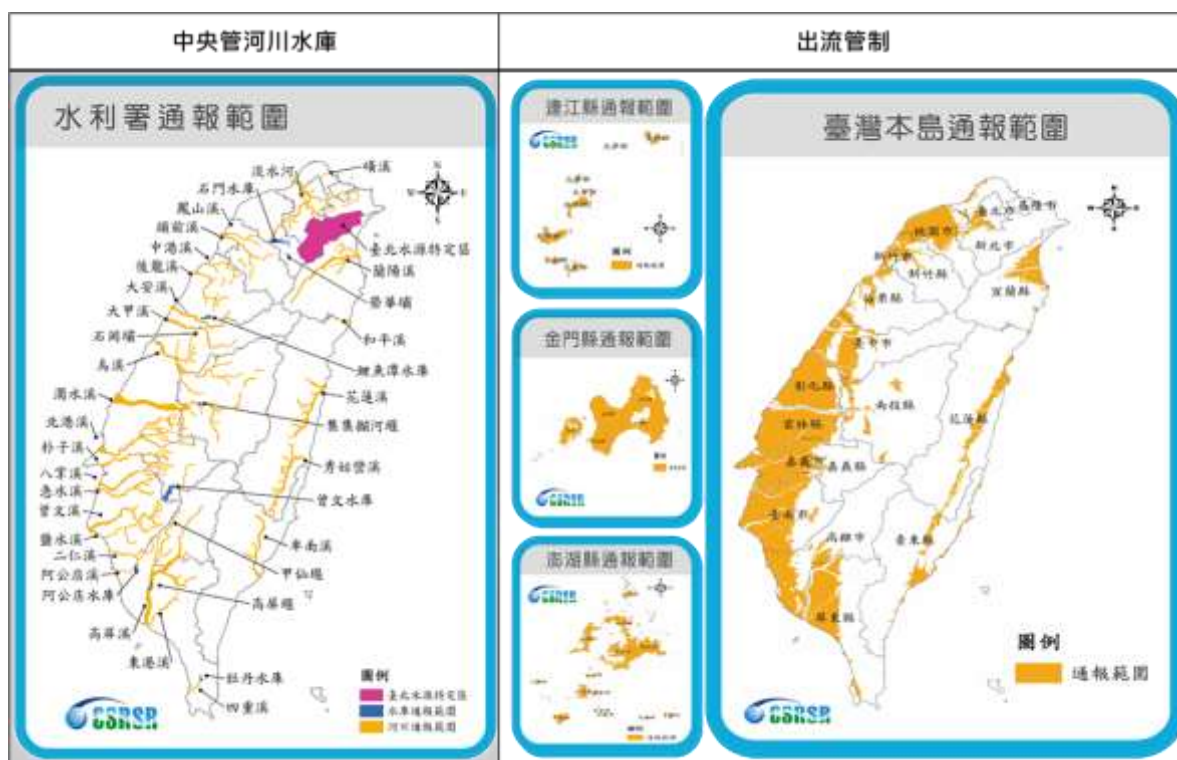 中央管河川水庫
出流管制
水利署通報範圍
淡水河
磺溪
石門水庫
鳳山溪
頭前溪
中港溪
後龍溪
大安溪
大甲溪
石岡壩
烏溪
濁水溪
北港溪
朴子溪
八掌溪
急水溪
曾文溪
鹽水溪
二仁溪
阿公店溪
阿公店水庫
高屏溪
東港溪
臺北水源特定區
蘭陽溪
榮華壩
和平溪
鯉魚潭水庫
花蓮溪
集集攔河堰
秀姑巒溪
曾文水庫
卑南溪
甲仙堰
高屏堰
牡丹水庫
四重溪
圖例
臺北水源特定區
水庫通報範圍
河川通報範圍
CSRSR
連江縣通報範圍
CSRSR
圖例
金門縣通報範圍
CSRSR
澎湖縣通報範圍
CSRSR
臺灣本島通報範圍
基隆市
臺北市
桃園市
新北市
新竹市
新竹縣
宜蘭縣
苗栗縣
臺中市
彰化縣
南投縣
花蓮縣
雲林縣
嘉義市
嘉義縣
臺南市
高雄市
臺東縣
屏東縣
圖例
通報範圍
CSRSR